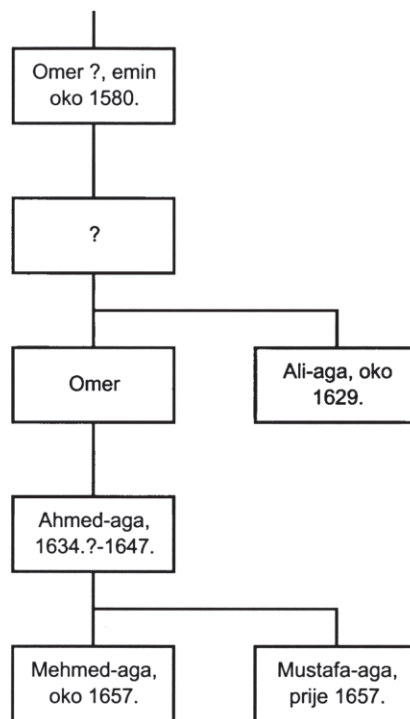 Omer ?, emin
oko 1580.
?
Omer
Ali-aga, oko
1629.
Ahmed-aga,
1634.?-1647.
Mehmed-aga,
oko 1657.
Mustafa-aga,
prije 1657.